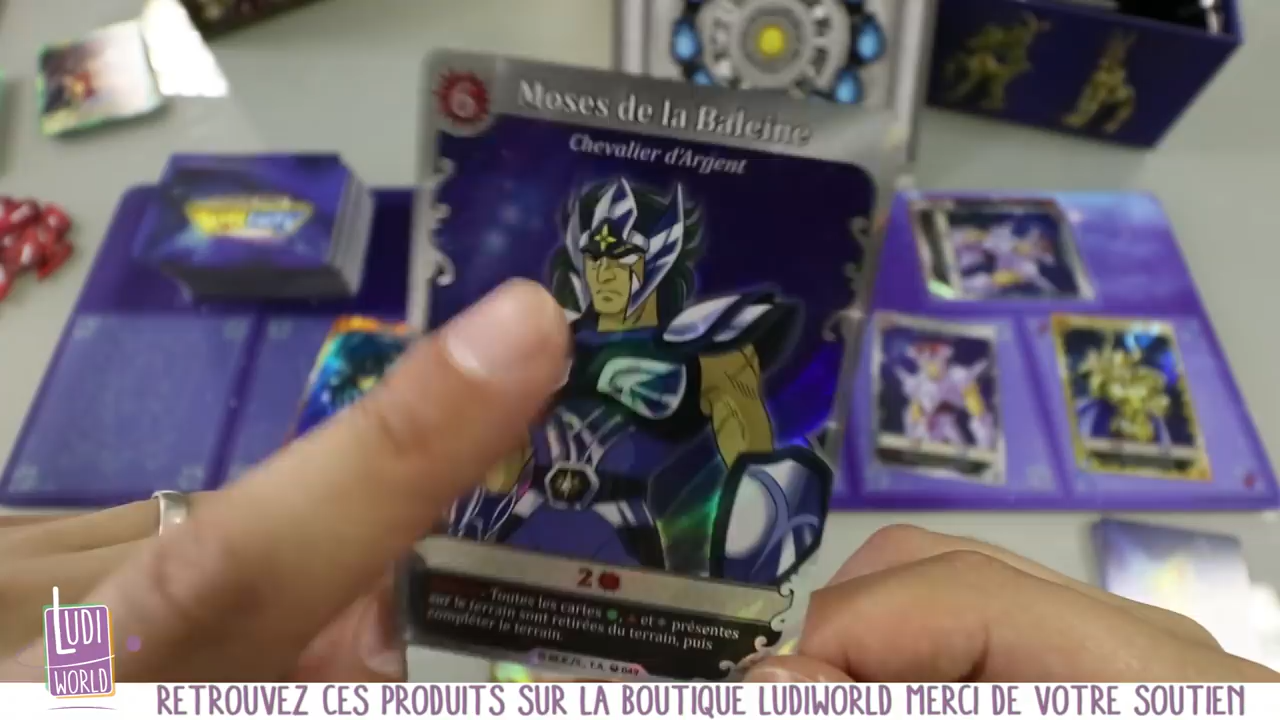 6
Moses de la Baleine
Chevalier d'Argent
2
Toutes les cartes , et présentes
sur le terrain sont retirées du terrain, puis
compléter le terrain.
049
LUDI
WORLD
RETROUVEZ CES PRODUITS SUR LA BOUTIQUE LUDIWORLD MERCI DE VOTRE SOUTIEN